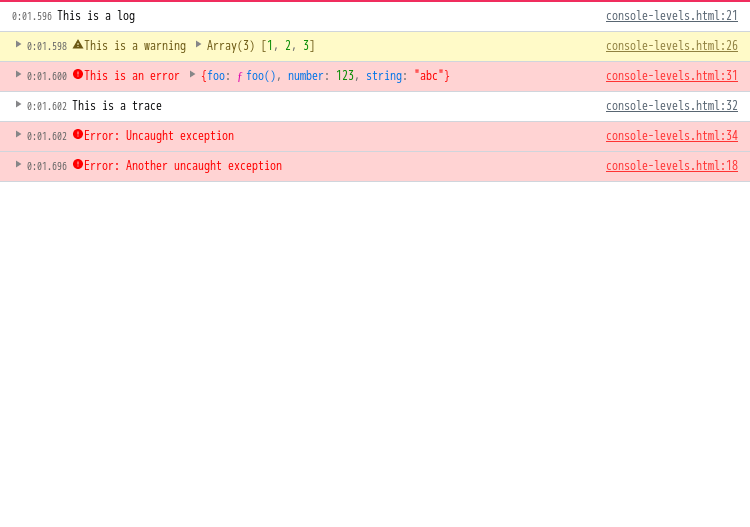 0:01.596 This is a log console-levels.html:21
0:01.598 This is a warning Array(3) [1, 2, 3] console-levels.html:26
0:01.600 This is an error {foo: ƒ foo(), number: 123, string: "abc"} console-levels.html:31
0:01.602 This is a trace console-levels.html:32
0:01.602 Error: Uncaught exception console-levels.html:34
0:01.696 Error: Another uncaught exception console-levels.html:18